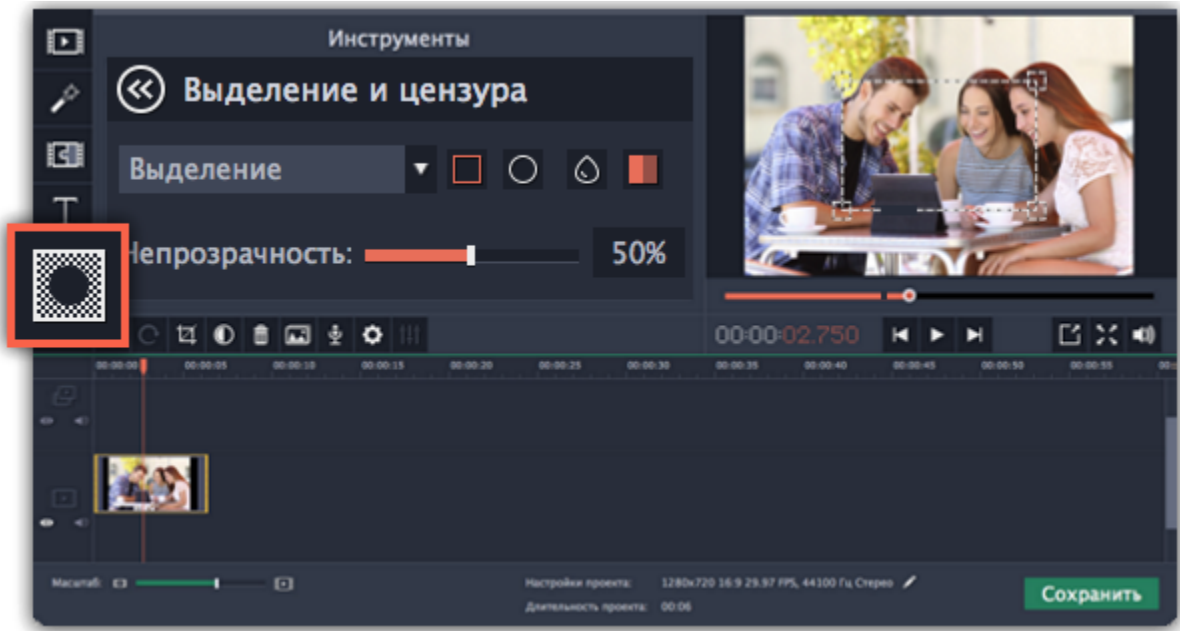 Инструменты
Выделение и цензура
Выделение
Непрозрачность: 50%
00:00:02.750
00:00:00 00:00:05 00:00:10 00:00:15 00:00:20 00:00:25 00:00:30 00:00:35 00:00:40 00:00:45 00:00:50 00:00:55
Масштаб:
Настройки проекта: 1280x720 16:9 29.97 FPS, 44100 Гц Стерео
Длительность проекта: 00:06
Сохранить